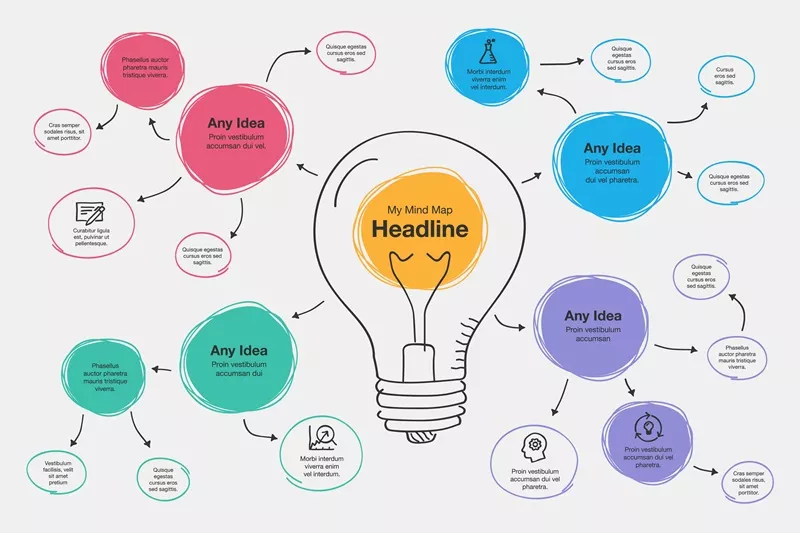 Phasellus auctor
pharetra mauris
tristique viverra.
Quisque egestas
cursus eros sed
sagittis.
Cras semper
sodales risus, sit
amet porttitor.
Any Idea
Proin vestibulum
accumsan dui vel.
Curabitur ligula
est, pulvinar ut
pellentesque.
Quisque egestas
cursus eros sed
sagittis.
Morbi interdum
viverra enim
vel interdum.
Quisque
egestas
cursus eros
sed sagittis.
Cursus
eros sed
sagittis.
Any Idea
Proin vestibulum
accumsan
dui vel pharetra.
Quisque egestas
cursus eros sed
sagittis.
My Mind Map
Headline
Any Idea
Proin vestibulum
accumsan dui
Phasellus
auctor pharetra
mauris tristique
viverra.
Vestibulum
facilisis, velit
sit amet
pretium
Quisque
egestas
cursus eros
sed sagittis.
Morbi interdum
viverra enim
vel interdum.
Any Idea
Proin vestibulum
accumsan
Quisque
egestas
cursus eros
sed sagittis.
Phasellus
auctor pharetra
mauris tristique
viverra.
Proin vestibulum
accumsan dui vel
pharetra.
Proin vestibulum
accumsan dui vel
pharetra.
Cras semper
sodales risus,
sit amet
porttitor.